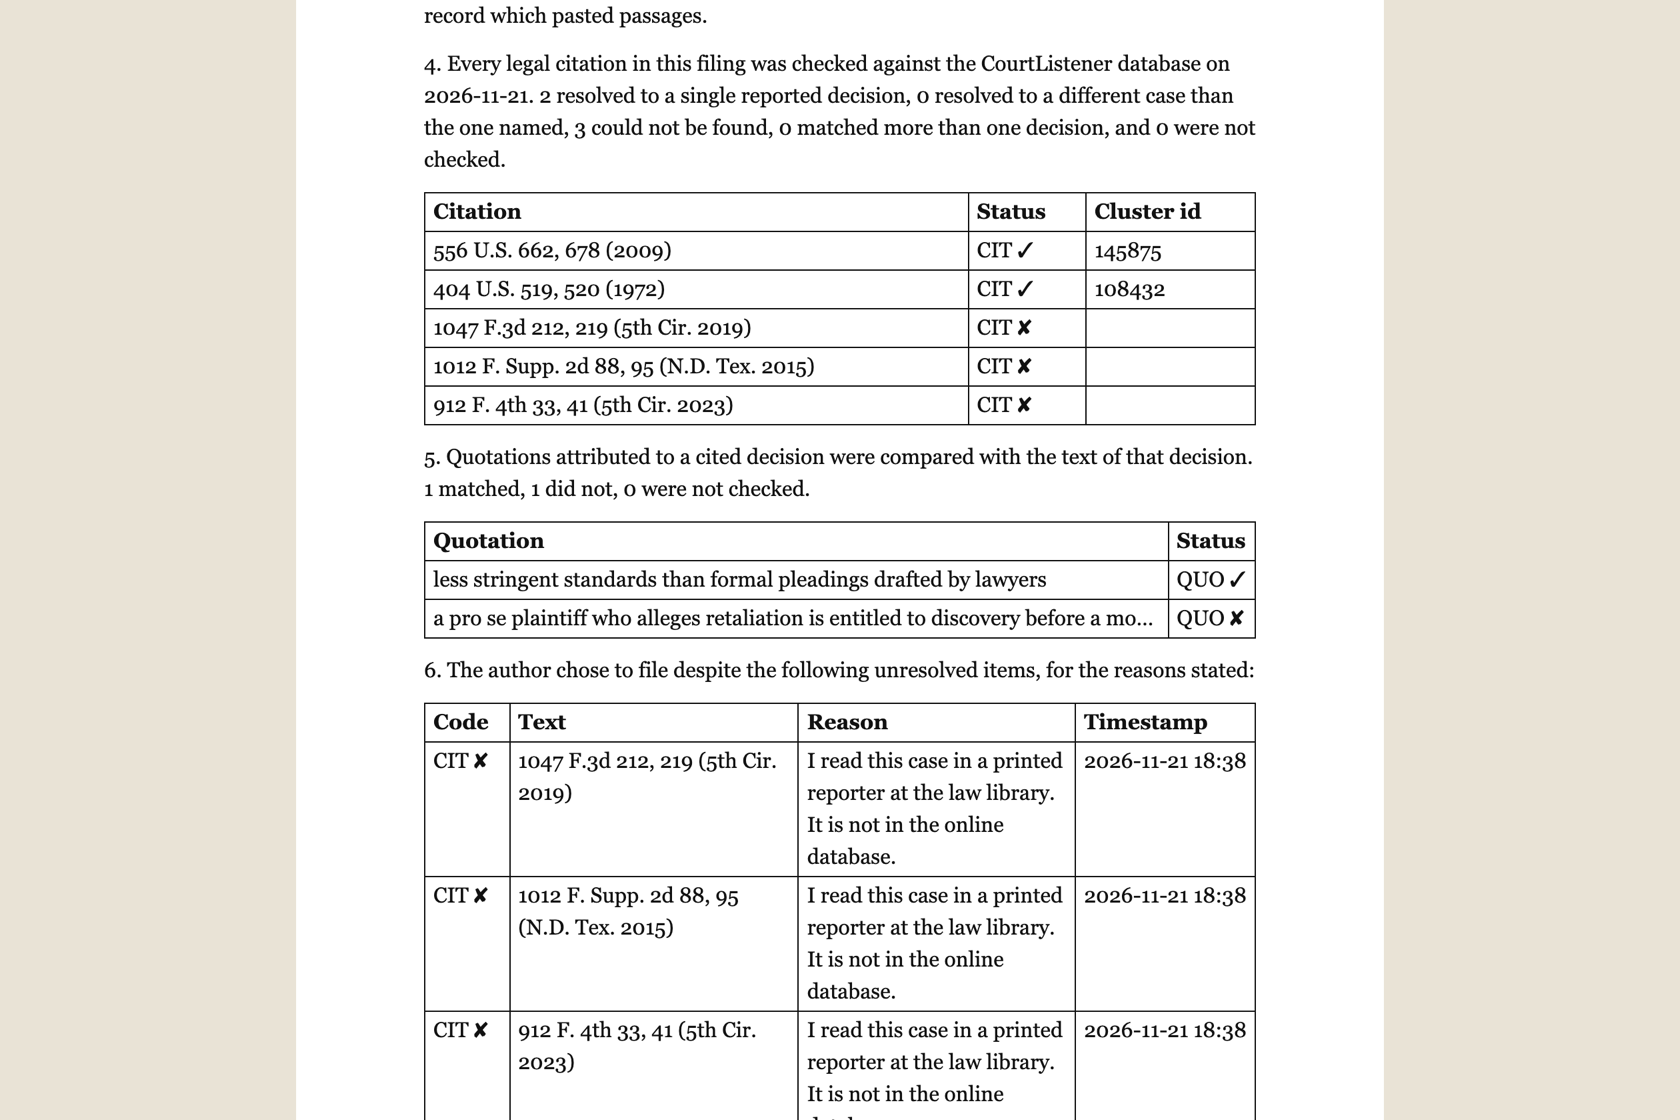 record which pasted passages.
4. Every legal citation in this filing was checked against the CourtListener database on
2026-11-21. 2 resolved to a single reported decision, 0 resolved to a different case than
the one named, 3 could not be found, 0 matched more than one decision, and 0 were not
checked.
Citation Status Cluster id
556 U.S. 662, 678 (2009) CIT ✓ 145875
404 U.S. 519, 520 (1972) CIT ✓ 108432
1047 F.3d 212, 219 (5th Cir. 2019) CIT ✘
1012 F. Supp. 2d 88, 95 (N.D. Tex. 2015) CIT ✘
912 F. 4th 33, 41 (5th Cir. 2023) CIT ✘
5. Quotations attributed to a cited decision were compared with the text of that decision.
1 matched, 1 did not, 0 were not checked.
Quotation Status
less stringent standards than formal pleadings drafted by lawyers QUO ✓
a pro se plaintiff who alleges retaliation is entitled to discovery before a mo... QUO ✘
6. The author chose to file despite the following unresolved items, for the reasons stated:
Code Text Reason Timestamp
CIT ✘ 1047 F.3d 212, 219 (5th Cir. I read this case in a printed 2026-11-21 18:38
2019) reporter at the law library.
It is not in the online
database.
CIT ✘ 1012 F. Supp. 2d 88, 95 I read this case in a printed 2026-11-21 18:38
(N.D. Tex. 2015) reporter at the law library.
It is not in the online
database.
CIT ✘ 912 F. 4th 33, 41 (5th Cir. I read this case in a printed 2026-11-21 18:38
2023) reporter at the law library.
It is not in the online